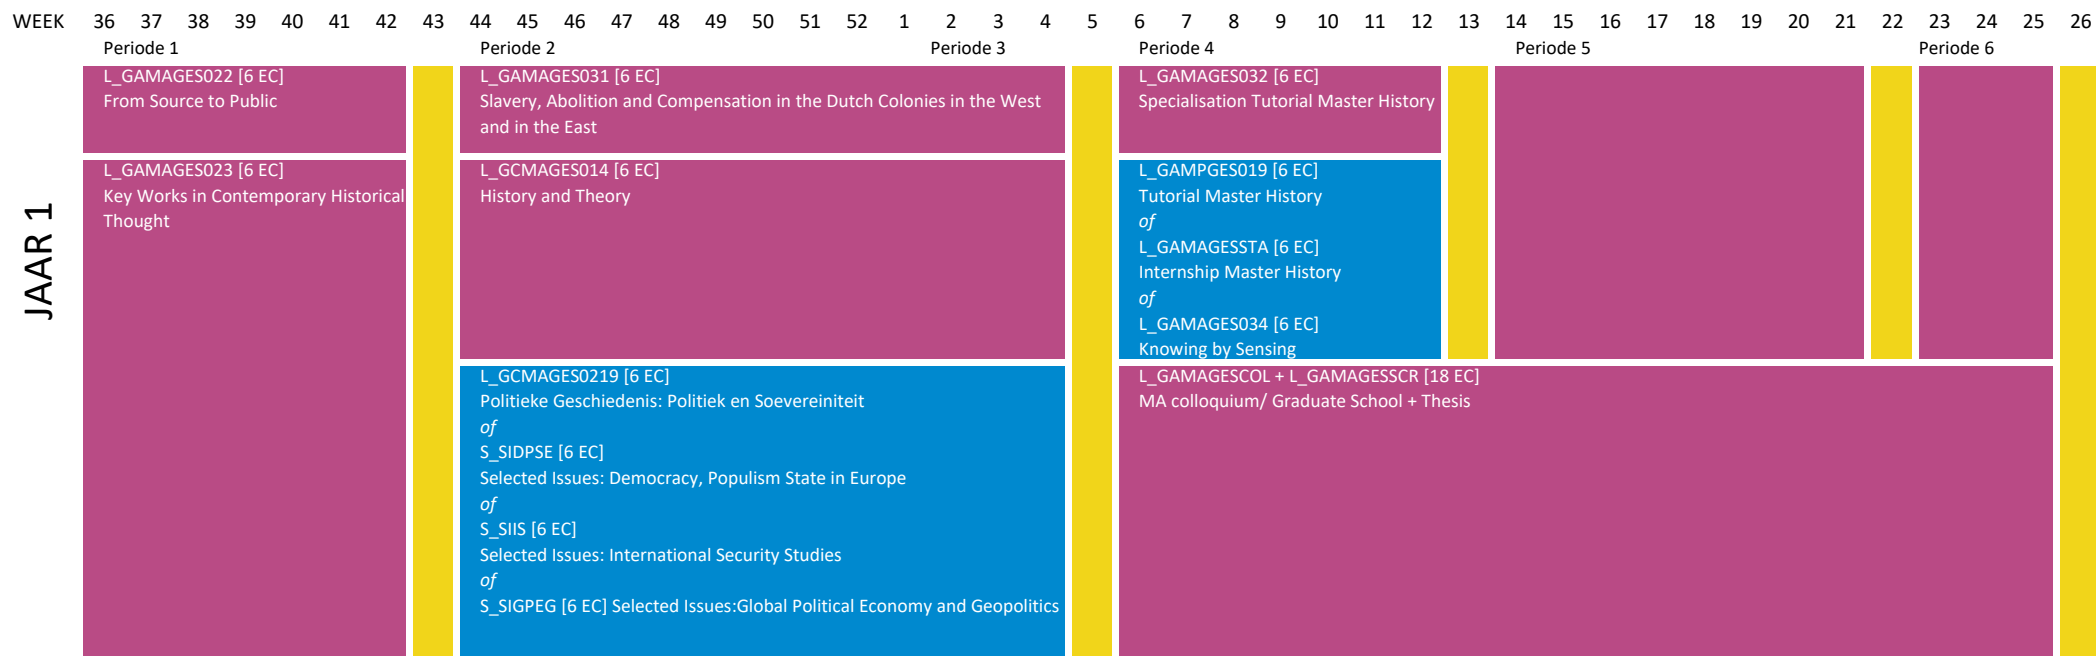 WEEK 36 37 38 39 40 41 42 43 44 45 46 47 48 49 50 51 52 1 2 3 4 5 6 7 8 9 10 11 12 13 14 15 16 17 18 19 20 21 22 23 24 25 26
Periode 1 Periode 2 Periode 3 Periode 4 Periode 5 Periode 6
JAAR 1
L_GAMAGES022 [6 EC]
From Source to Public
L_GAMAGES023 [6 EC]
Key Works in Contemporary Historical
Thought
L_GAMAGES031 [6 EC]
Slavery, Abolition and Compensation in the Dutch Colonies in the West
and in the East
L_GCMAGES014 [6 EC]
History and Theory
L_GCMAGES0219 [6 EC]
Politieke Geschiedenis: Politiek en Soevereiniteit
of
S_SIDPSE [6 EC]
Selected Issues: Democracy, Populism State in Europe
of
S_SIIS [6 EC]
Selected Issues: International Security Studies
of
S_SIGPEG [6 EC] Selected Issues:Global Political Economy and Geopolitics
L_GAMAGES032 [6 EC]
Specialisation Tutorial Master History
L_GAMPGES019 [6 EC]
Tutorial Master History
of
L_GAMAGESSTA [6 EC]
Internship Master History
of
L_GAMAGES034 [6 EC]
Knowing by Sensing
L_GAMAGESCOL + L_GAMAGESSCR [18 EC]
MA colloquium/ Graduate School + Thesis